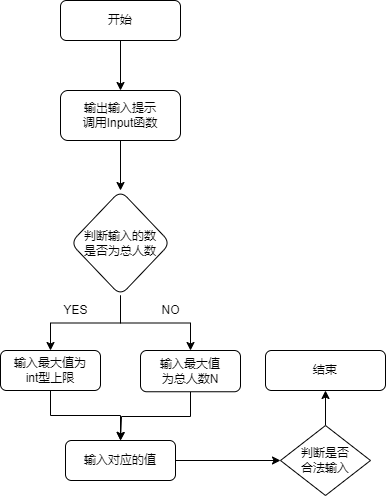 开始
输出输入提示
调用Input函数
判断输入的数
是否为总人数
YES
NO
输入最大值为
int型上限
输入最大值
为总人数N
结束
输入对应的值
判断是否
合法输入